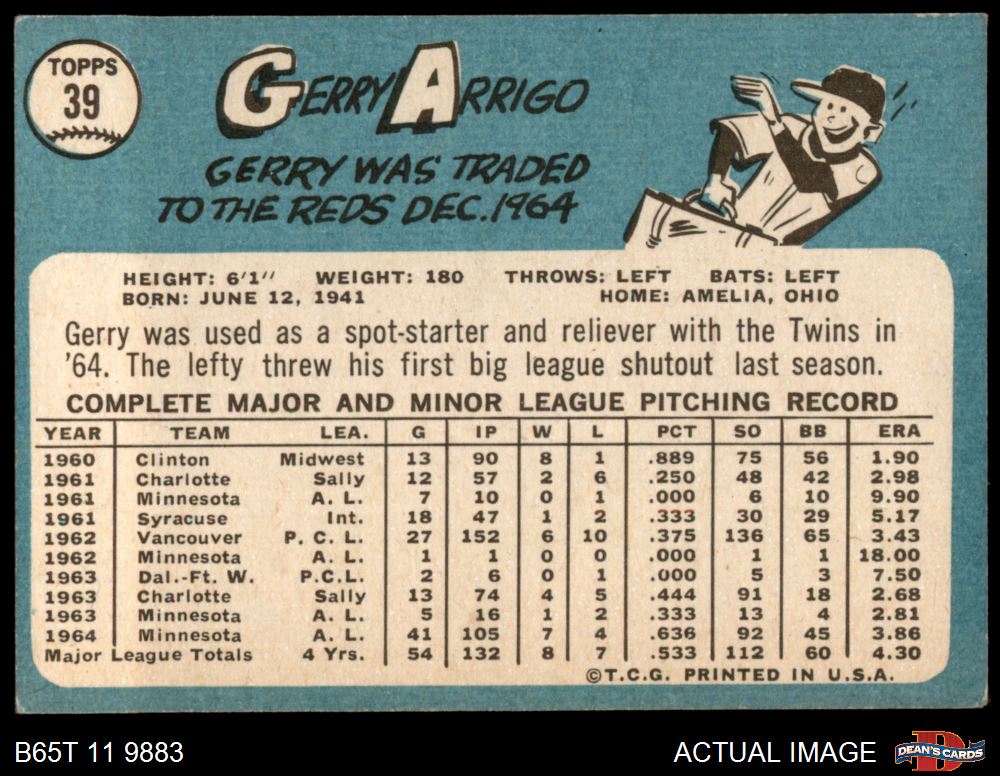 TOPPS
39
GERRY ARRIGO
GERRY WAS TRADED
TO THE REDS DEC. 1964
HEIGHT: 6'1" WEIGHT: 180 THROWS: LEFT BATS: LEFT
BORN: JUNE 12, 1941 HOME: AMELIA, OHIO
Gerry was used as a spot-starter and reliever with the Twins in
'64. The lefty threw his first big league shutout last season.
COMPLETE MAJOR AND MINOR LEAGUE PITCHING RECORD
YEAR TEAM LEA. G IP W L PCT SO BB ERA
1960 Clinton Midwest 13 90 8 1 .889 75 56 1.90
1961 Charlotte Sally 12 57 2 6 .250 48 42 2.98
1961 Minnesota A. L. 7 10 0 1 .000 6 10 9.90
1961 Syracuse Int. 18 47 1 2 .333 30 29 5.17
1962 Vancouver P. C. L. 27 152 6 10 .375 136 65 3.43
1962 Minnesota A. L. 1 1 0 0 .000 1 1 18.00
1963 Dal.-Ft. W. P.C.L. 2 6 0 1 .000 5 3 7.50
1963 Charlotte Sally 13 74 4 5 .444 91 18 2.68
1963 Minnesota A. L. 5 16 1 2 .333 13 4 2.81
1964 Minnesota A. L. 41 105 7 4 .636 92 45 3.86
Major League Totals 4 Yrs. 54 132 8 7 .533 112 60 4.30
©T.C.G. PRINTED IN U.S.A.
B65T 11 9883 ACTUAL IMAGE D DEAN'S CARDS